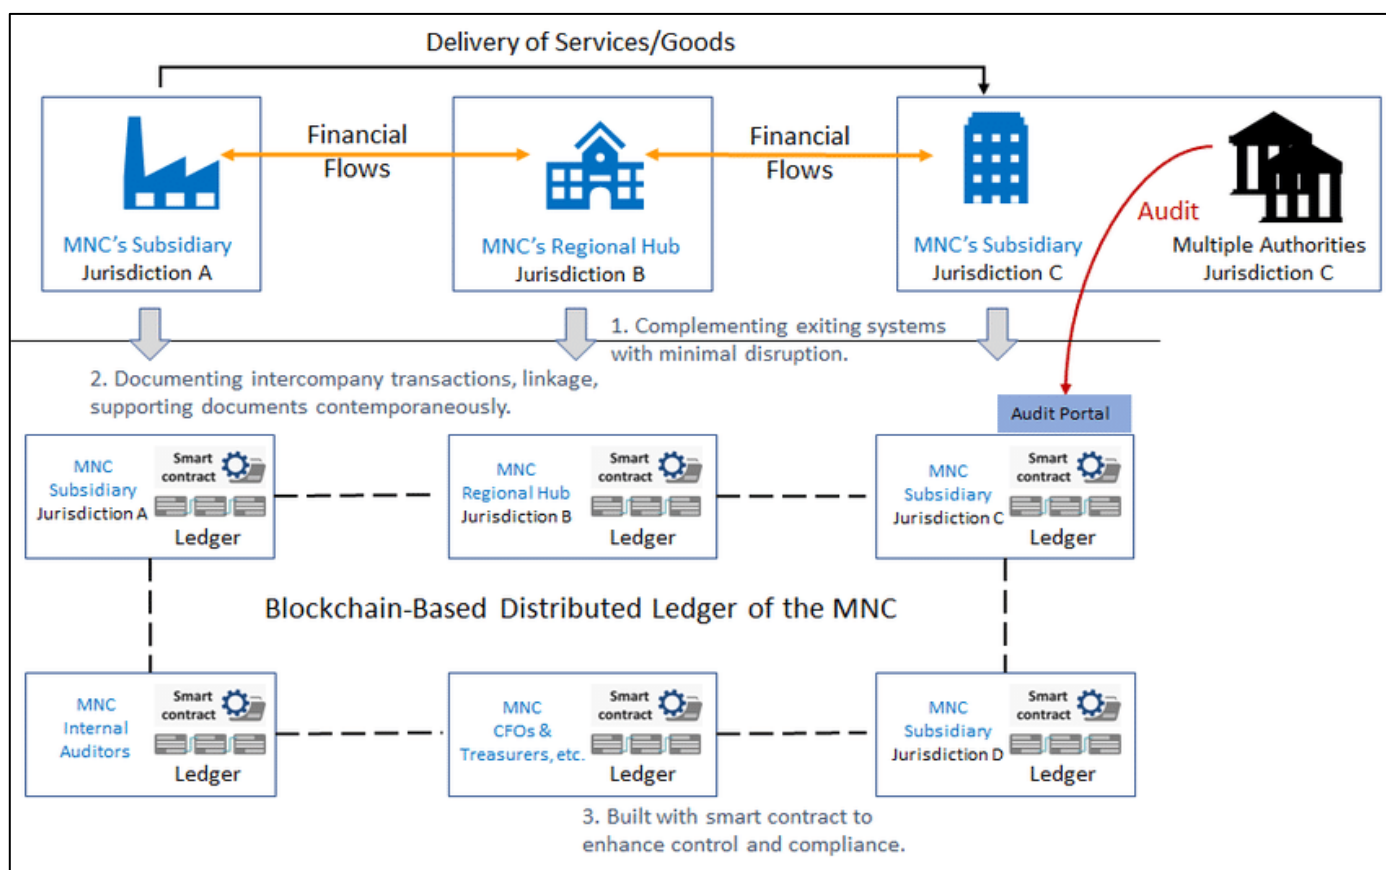 Delivery of Services/Goods
Financial
Flows
Financial
Flows
Audit
MNC’s Subsidiary
Jurisdiction A
MNC’s Regional Hub
Jurisdiction B
MNC’s Subsidiary
Jurisdiction C
Multiple Authorities
Jurisdiction C
1. Complementing exiting systems
with minimal disruption.
2. Documenting intercompany transactions, linkage,
supporting documents contemporaneously.
Audit Portal
MNC
Subsidiary
Jurisdiction A
Smart
contract
Ledger
MNC
Regional Hub
Jurisdiction B
Smart
contract
Ledger
MNC
Subsidiary
Jurisdiction C
Smart
contract
Ledger
Blockchain-Based Distributed Ledger of the MNC
MNC
Internal
Auditors
Smart
contract
Ledger
MNC
CFOs &
Treasurers, etc.
Smart
contract
Ledger
MNC
Subsidiary
Jurisdiction D
Smart
contract
Ledger
3. Built with smart contract to
enhance control and compliance.